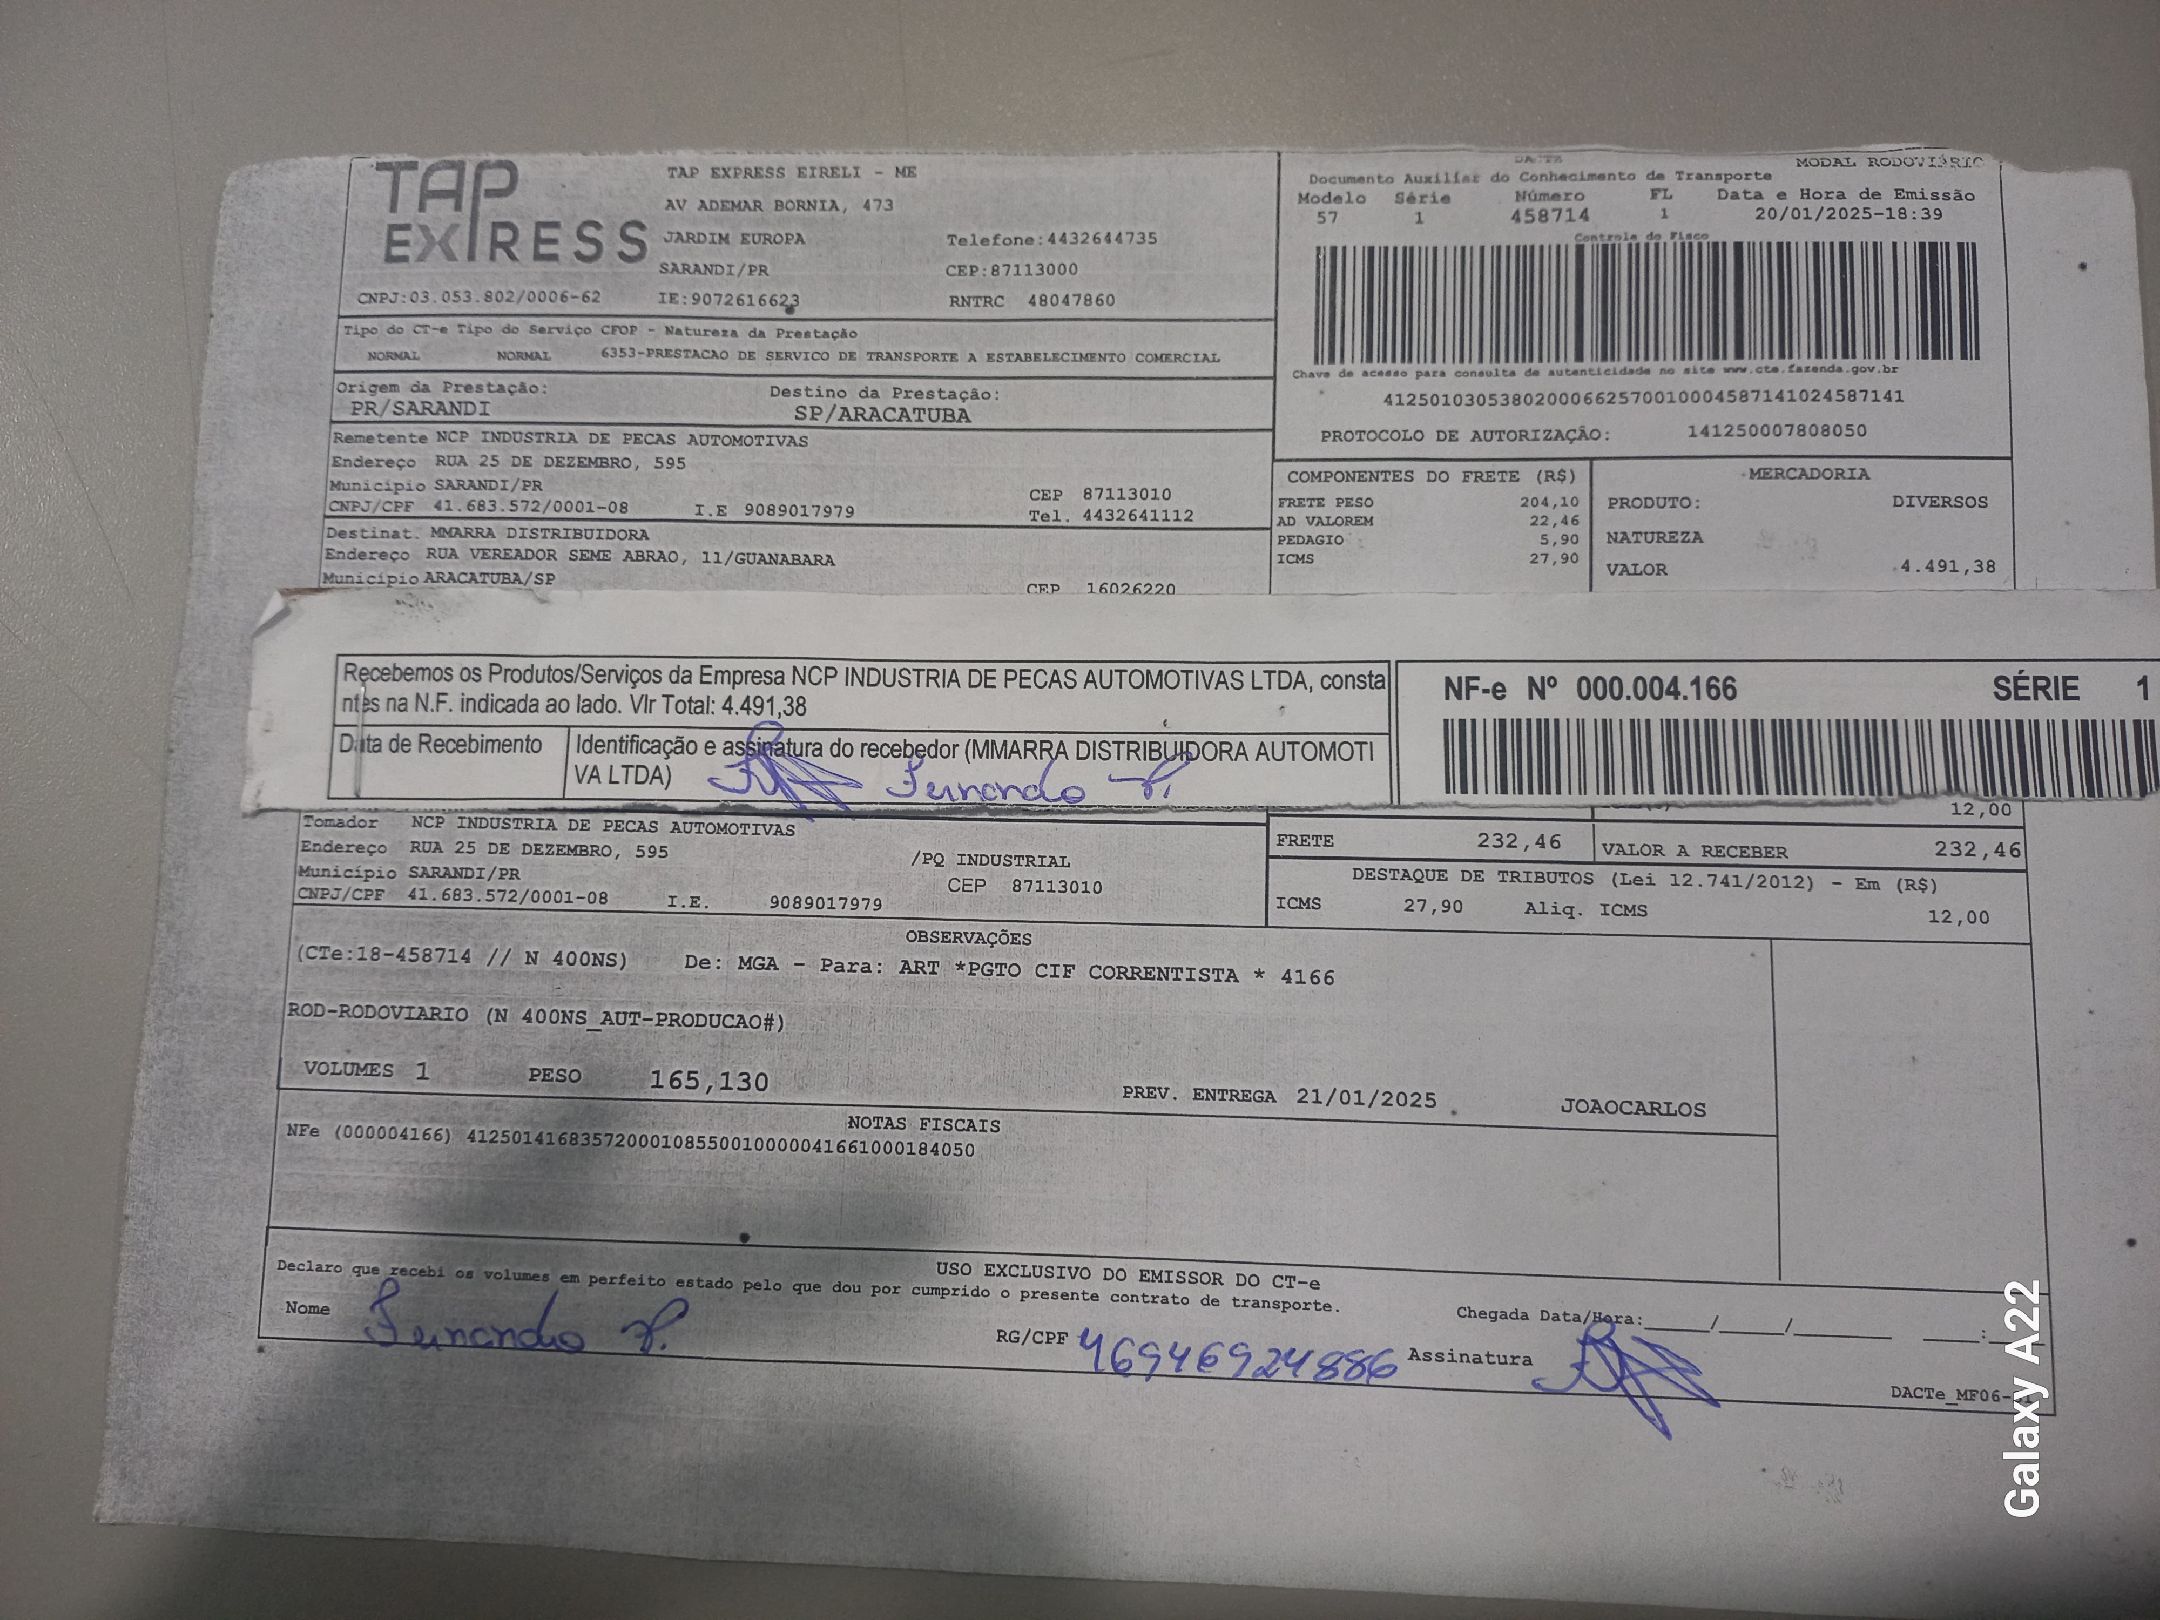 TAP EXPRESS
TAP EXPRESS EIRELI - ME
AV ADEMAR BORNIA, 473
JARDIM EUROPA Telefone:4432644735
SARANDI/PR CEP:87113000
CNPJ:03.053.802/0006-62 IE:9072616623 RNTRC 48047860
Tipo do CT-e Tipo do Serviço CFOP - Natureza da Prestação
NORMAL NORMAL 6353-PRESTACAO DE SERVICO DE TRANSPORTE A ESTABELECIMENTO COMERCIAL
Origem da Prestação: Destino da Prestação:
PR/SARANDI SP/ARACATUBA
Remetente NCP INDUSTRIA DE PECAS AUTOMOTIVAS
Endereço RUA 25 DE DEZEMBRO, 595
Município SARANDI/PR CEP 87113010
CNPJ/CPF 41.683.572/0001-08 I.E 9089017979 Tel. 4432641112
Destinat. MMARRA DISTRIBUIDORA
Endereço RUA VEREADOR SEME ABRAO, 11/GUANABARA
Município ARACATUBA/SP CEP 16026220
DACTE MODAL RODOVIÁRIO
Documento Auxiliar do Conhecimento de Transporte
Modelo Série Número FL Data e Hora de Emissão
57 1 458714 1 20/01/2025-18:39
Controle do Fisco
Chave de acesso para consulta de autenticidade no site www.cte.fazenda.gov.br
41250103053802000662570010004587141024587141
PROTOCOLO DE AUTORIZAÇÃO: 141250007808050
COMPONENTES DO FRETE (R$) MERCADORIA
FRETE PESO 204,10 PRODUTO: DIVERSOS
AD VALOREM 22,46
PEDAGIO 5,90 NATUREZA
ICMS 27,90 VALOR 4.491,38
Recebemos os Produtos/Serviços da Empresa NCP INDUSTRIA DE PECAS AUTOMOTIVAS LTDA, consta
ntes na N.F. indicada ao lado. Vlr Total: 4.491,38
Data de Recebimento Identificação e assinatura do recebedor (MMARRA DISTRIBUIDORA AUTOMOTI
VA LTDA) Fernando
NF-e Nº 000.004.166 SÉRIE 1
12,00
Tomador NCP INDUSTRIA DE PECAS AUTOMOTIVAS
Endereço RUA 25 DE DEZEMBRO, 595 /PQ INDUSTRIAL
Município SARANDI/PR CEP 87113010
CNPJ/CPF 41.683.572/0001-08 I.E. 9089017979
FRETE 232,46 VALOR A RECEBER 232,46
DESTAQUE DE TRIBUTOS (Lei 12.741/2012) - Em (R$)
ICMS 27,90 Aliq. ICMS 12,00
OBSERVAÇÕES
(CTe:18-458714 // N 400NS) De: MGA - Para: ART *PGTO CIF CORRENTISTA * 4166
ROD-RODOVIARIO (N 400NS_AUT-PRODUCAO#)
VOLUMES 1 PESO 165,130 PREV. ENTREGA 21/01/2025 JOAOCARLOS
NOTAS FISCAIS
NFe (000004166) 41250141683572000108550010000041661000184050
USO EXCLUSIVO DO EMISSOR DO CT-e
Declaro que recebi os volumes em perfeito estado pelo que dou por cumprido o presente contrato de transporte.
Nome Fernando RG/CPF 46946924886 Assinatura Chegada Data/Hora:____/____/______ ____:
DACTe_MF06-
Galaxy A22